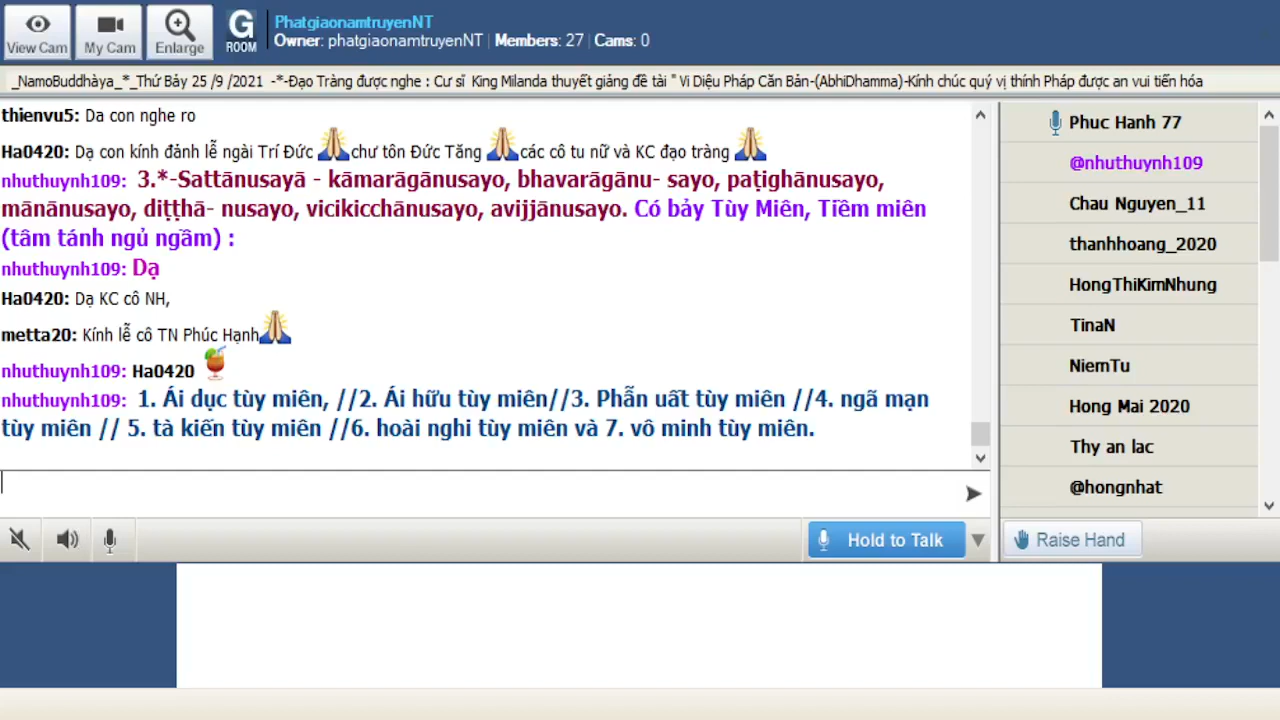 View Cam
My Cam
Enlarge
G
ROOM
PhatgiaonamtruyenNT
Owner: phatgiaonamtruyenNT | Members: 27 | Cams: 0
_NamoBuddhàya_*_Thứ Bảy 25 /9 /2021 -*-Đạo Tràng được nghe : Cư sĩ King Milanda thuyết giảng đề tài " Vi Diệu Pháp Căn Bản-(AbhiDhamma)-Kính chúc quý vị thính Pháp được an vui tiến hóa
thienvu5: Da con nghe ro
Ha0420: Dạ con kính đảnh lễ ngài Trí Đức 🙏chư tôn Đức Tăng 🙏các cô tu nữ và KC đạo tràng 🙏
nhuthuynh109: 3.*-Sattānusayā - kāmarāgānusayo, bhavarāgānu- sayo, paṭighānusayo,
mānānusayo, diṭṭhā- nusayo, vicikicchānusayo, avijjānusayo. Có bảy Tùy Miên, Tiềm miên
(tâm tánh ngủ ngầm) :
nhuthuynh109: Dạ
Ha0420: Dạ KC cô NH,
metta20: Kính lễ cô TN Phúc Hạnh🙏
nhuthuynh109: Ha0420 🍹
nhuthuynh109: 1. Ái dục tùy miên, //2. Ái hữu tùy miên//3. Phẫn uất tùy miên //4. ngã mạn
tùy miên // 5. tà kiến tùy miên //6. hoài nghi tùy miên và 7. vô minh tùy miên.
Phuc Hanh 77
@nhuthuynh109
Chau Nguyen_11
thanhhoang_2020
HongThiKimNhung
TinaN
NiemTu
Hong Mai 2020
Thy an lac
@hongnhat
Hold to Talk
Raise Hand